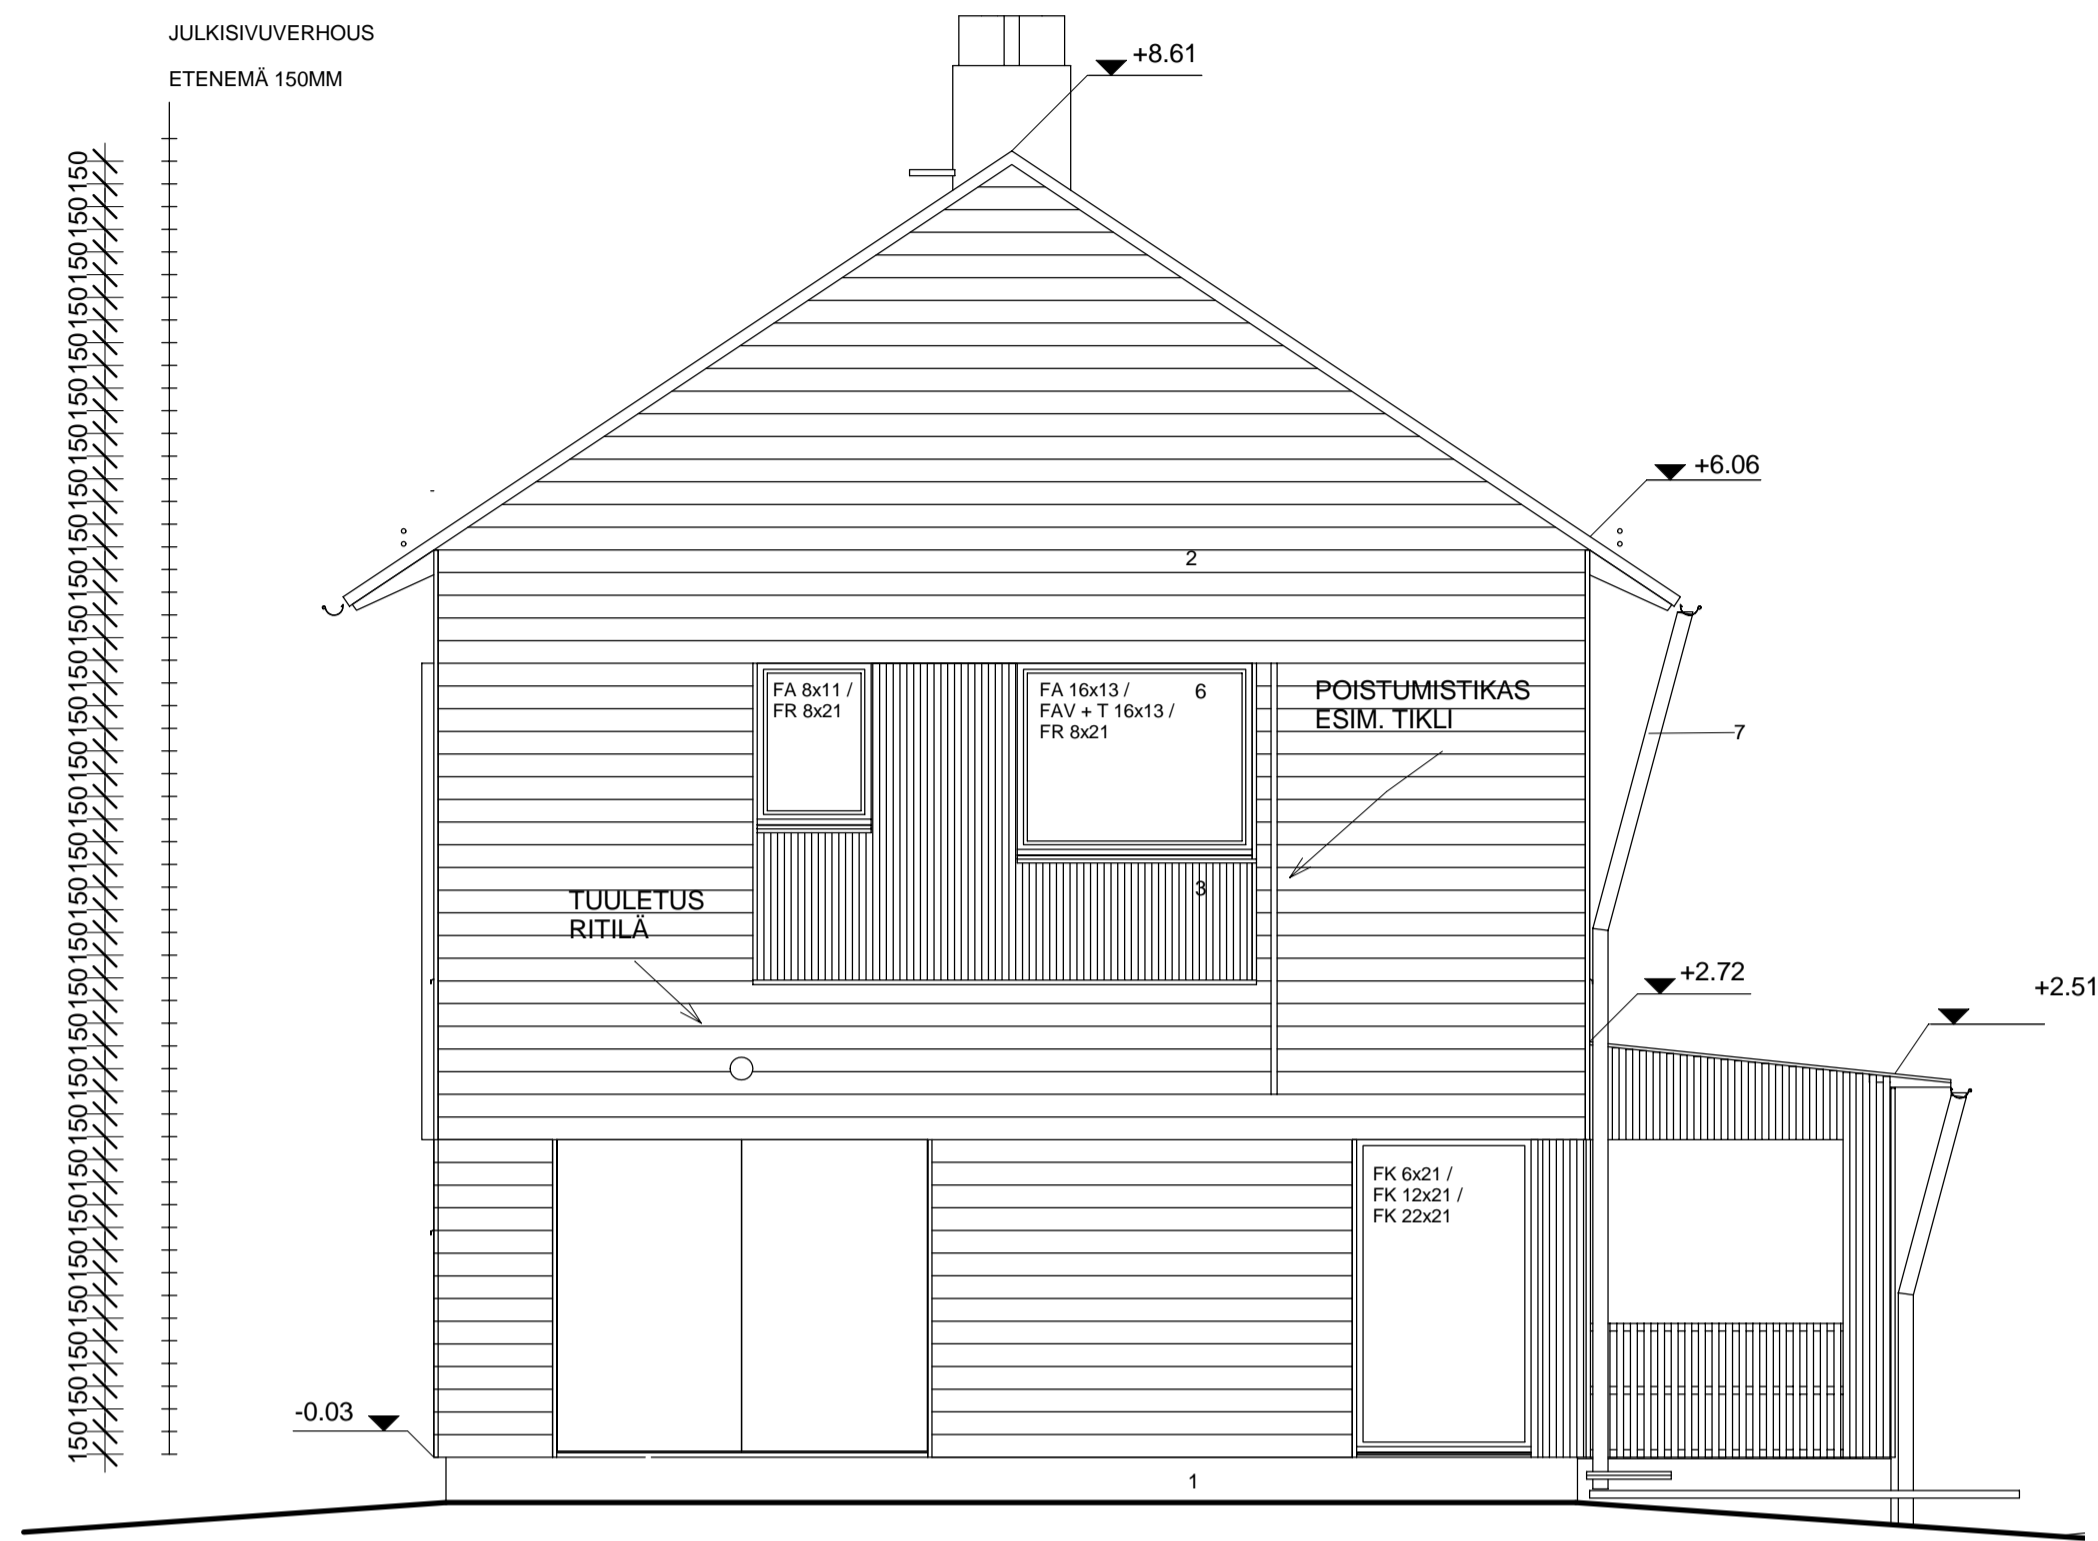 JULKISIVUVERHOUS
ETENEMÄ 150MM
150150150150150150150150150150150150150150150150150150150150150150150150150150150150150
+8.61
+6.06
2
FA 8x11 /
FR 8x21
FA 16x13 /
FAV + T 16x13 /
FR 8x21
6
POISTUMISTIKAS
ESIM. TIKLI
7
3
TUULETUS
RITILÄ
+2.72
+2.51
FK 6x21 /
FK 12x21 /
FK 22x21
-0.03
1